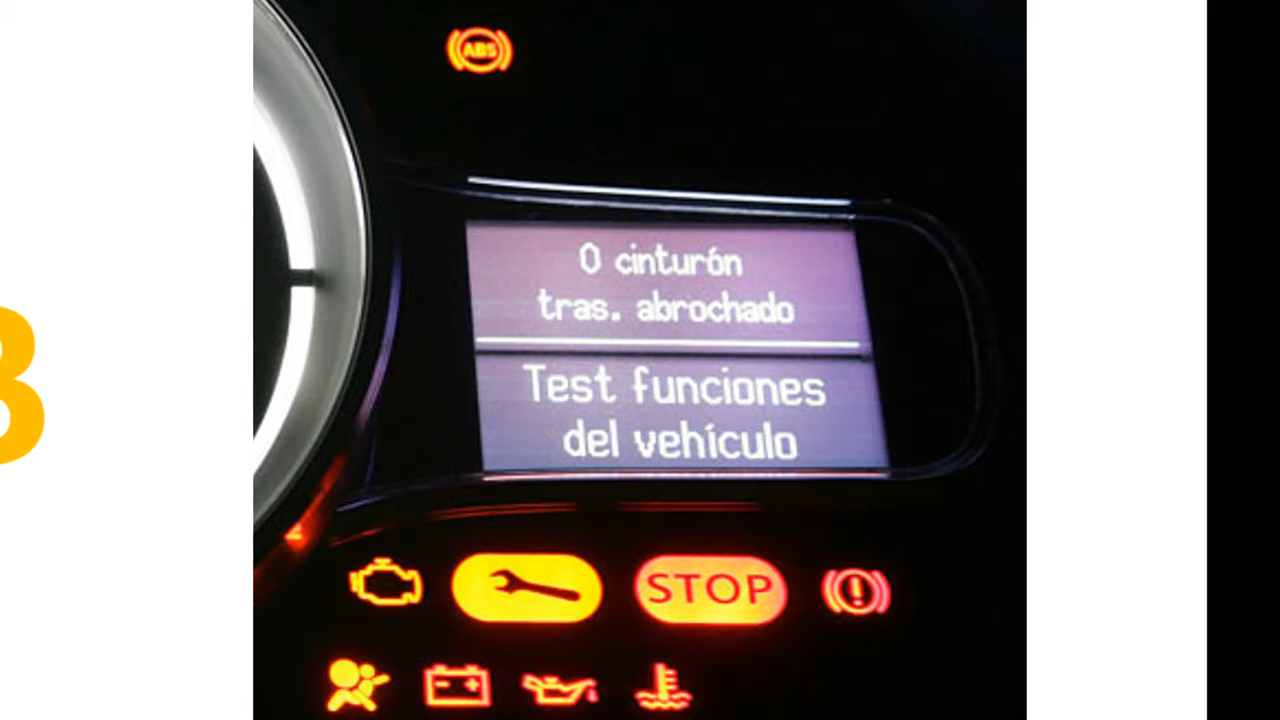 ABS
0 cinturón
tras. abrochado
Test funciones
del vehículo
STOP